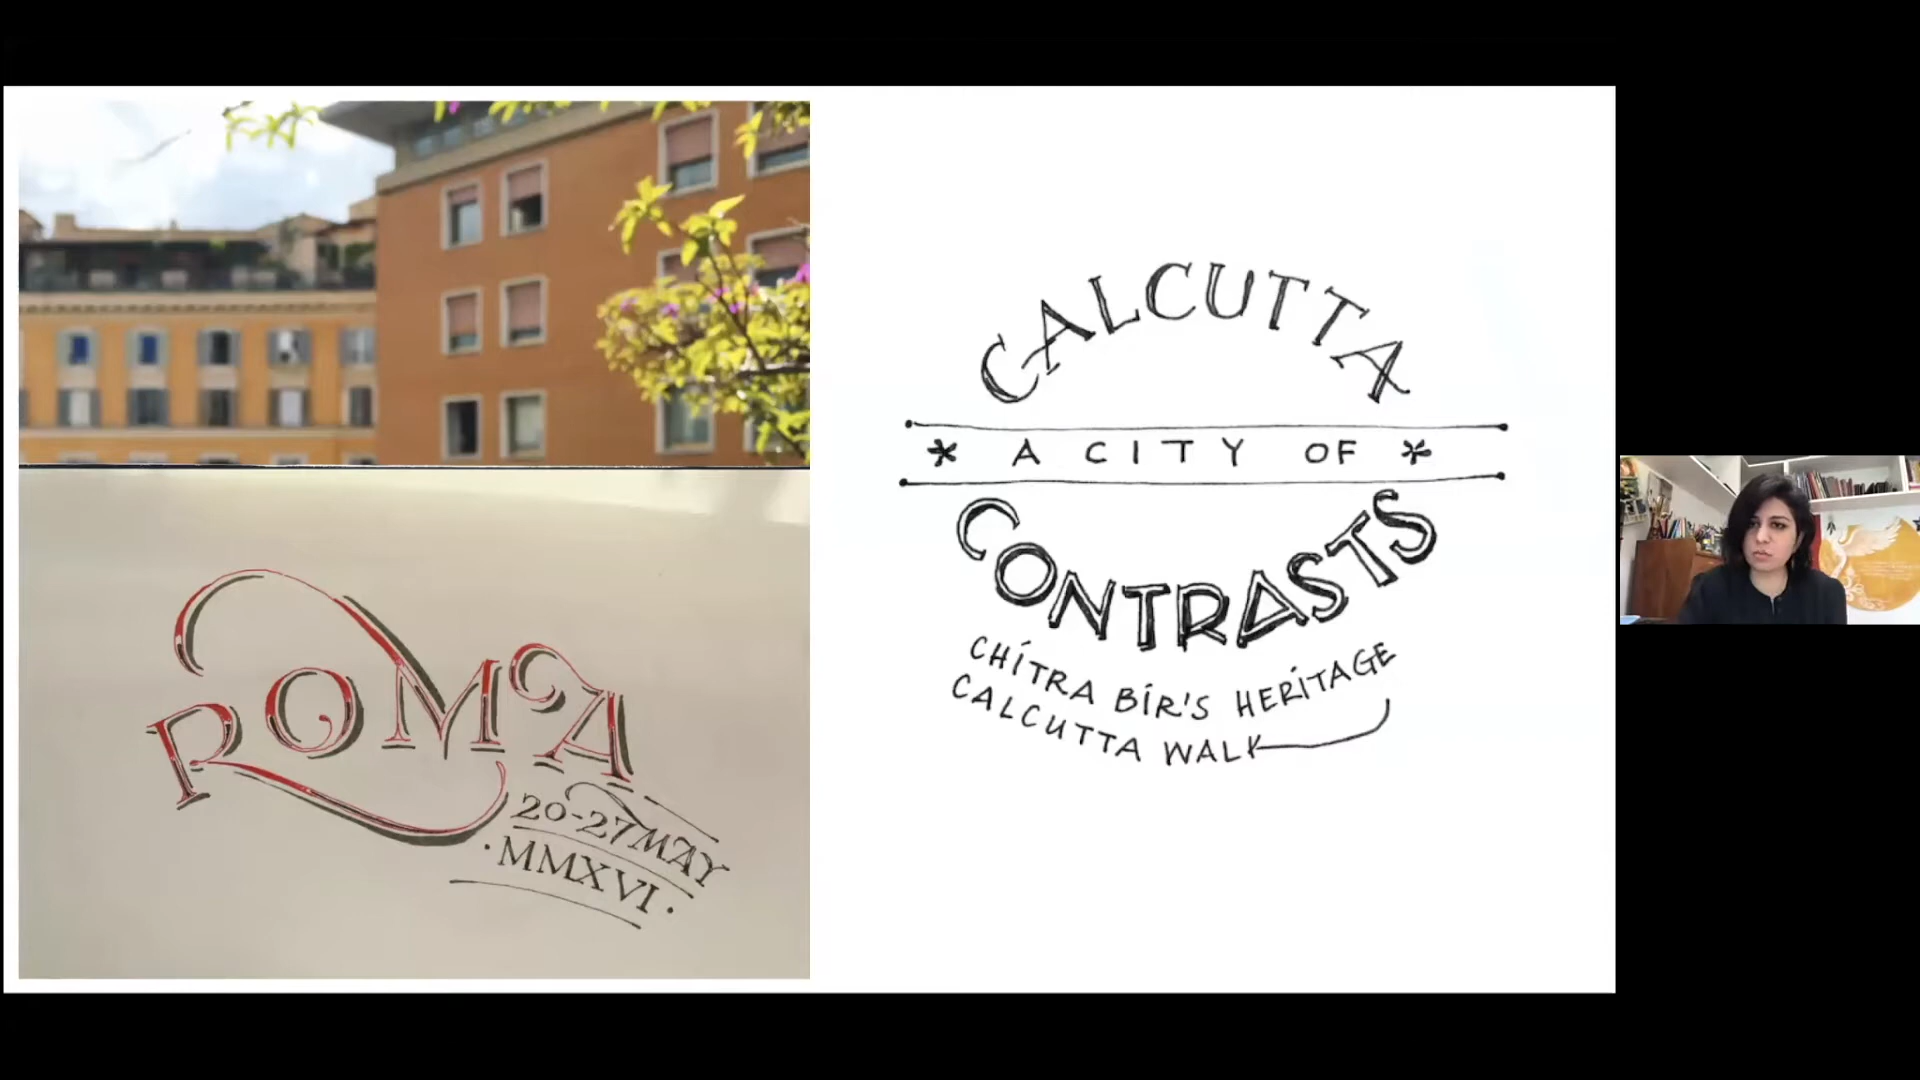 ROMA
20-27 MAY
·MMXVI·
CALCUTTA
* A CITY OF *
CONTRASTS
CHITRA BIR'S HERITAGE
CALCUTTA WALK